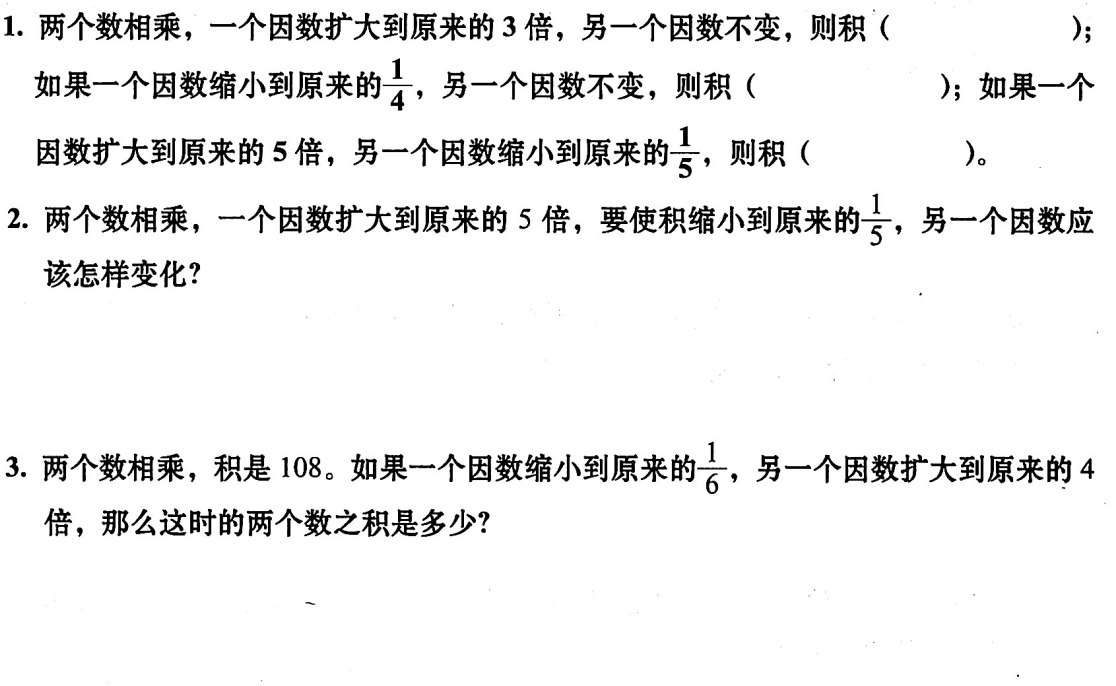 1. 两个数相乘，一个因数扩大到原来的 3 倍，另一个因数不变，则积（ ）；
如果一个因数缩小到原来的1/4，另一个因数不变，则积（ ）；如果一个
因数扩大到原来的 5 倍，另一个因数缩小到原来的1/5，则积（ ）。
2. 两个数相乘，一个因数扩大到原来的 5 倍，要使积缩小到原来的1/5，另一个因数应
该怎样变化？
3. 两个数相乘，积是 108。如果一个因数缩小到原来的1/6，另一个因数扩大到原来的 4
倍，那么这时的两个数之积是多少？